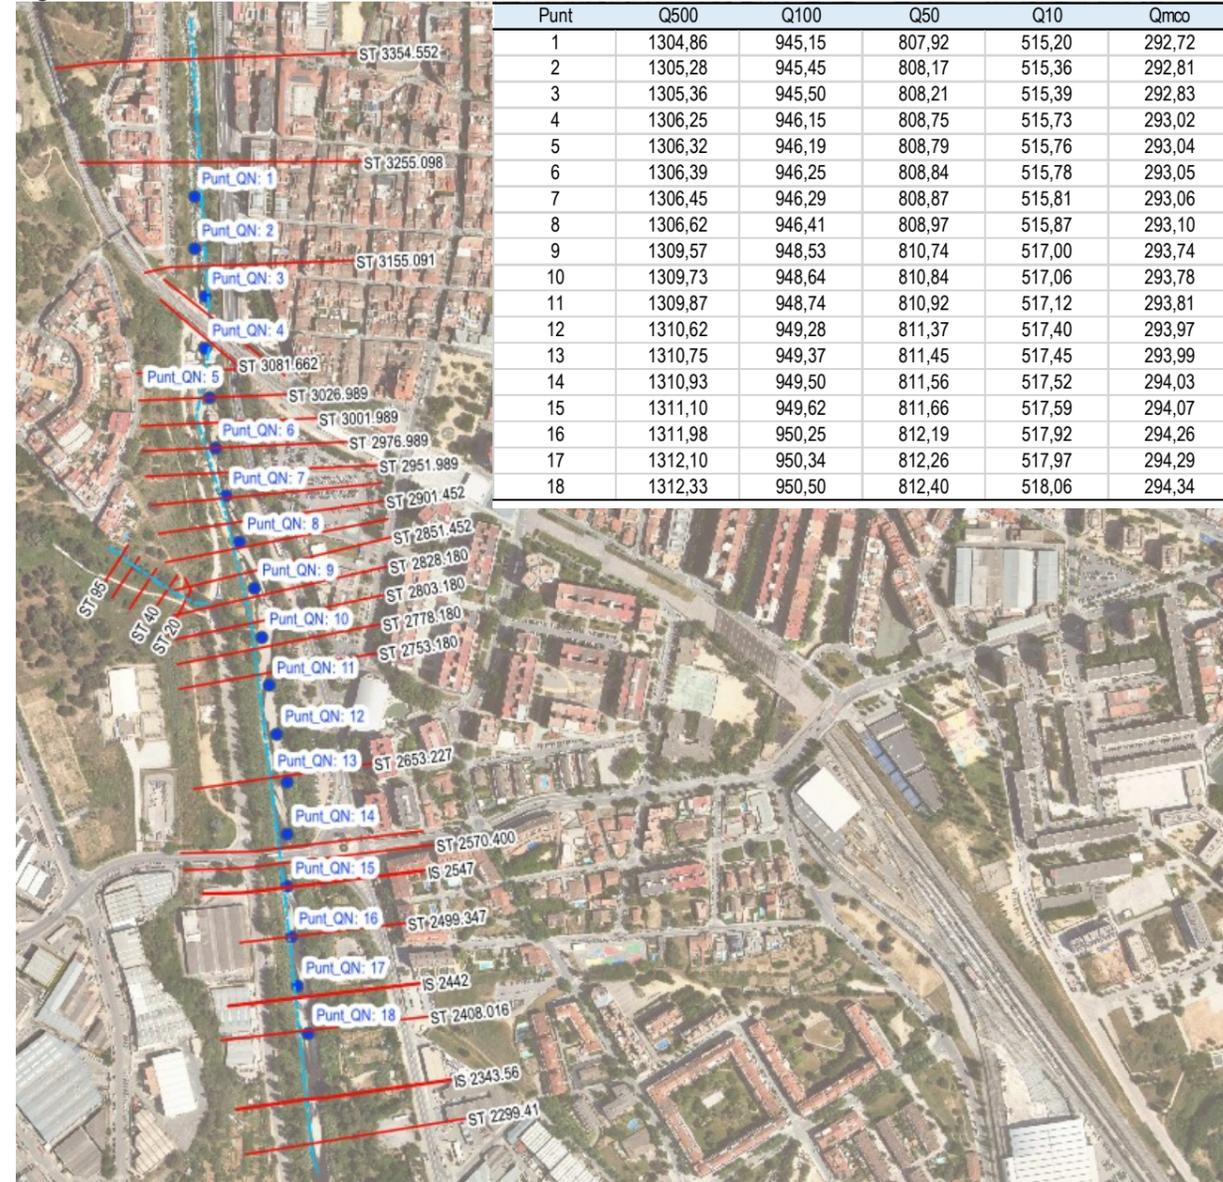 Punt Q500 Q100 Q50 Q10 Qmco
1 1304,86 945,15 807,92 515,20 292,72
2 1305,28 945,45 808,17 515,36 292,81
3 1305,36 945,50 808,21 515,39 292,83
4 1306,25 946,15 808,75 515,73 293,02
5 1306,32 946,19 808,79 515,76 293,04
6 1306,39 946,25 808,84 515,78 293,05
7 1306,45 946,29 808,87 515,81 293,06
8 1306,62 946,41 808,97 515,87 293,10
9 1309,57 948,53 810,74 517,00 293,74
10 1309,73 948,64 810,84 517,06 293,78
11 1309,87 948,74 810,92 517,12 293,81
12 1310,62 949,28 811,37 517,40 293,97
13 1310,75 949,37 811,45 517,45 293,99
14 1310,93 949,50 811,56 517,52 294,03
15 1311,10 949,62 811,66 517,59 294,07
16 1311,98 950,25 812,19 517,92 294,26
17 1312,10 950,34 812,26 517,97 294,29
18 1312,33 950,50 812,40 518,06 294,34
ST 3354.552
ST 3255.098
Punt_QN: 1
Punt_QN: 2
ST 3155.091
Punt_QN: 3
Punt_QN: 4
ST 3081.662
Punt_QN: 5
ST 3026.989
ST 3001.989
Punt_QN: 6
ST 2976.989
ST 2951.989
Punt_QN: 7
ST 2901.452
Punt_QN: 8
ST 2851.452
ST 2828.180
Punt_QN: 9
ST 2803.180
ST 95
ST 40
ST 20
Punt_QN: 10
ST 2778.180
ST 2753.180
Punt_QN: 11
Punt_QN: 12
Punt_QN: 13
ST 2653.227
Punt_QN: 14
ST 2570.400
Punt_QN: 15
IS 2547
Punt_QN: 16
ST 2499.347
Punt_QN: 17
IS 2442
Punt_QN: 18
ST 2408.016
IS 2343.56
ST 2299.41